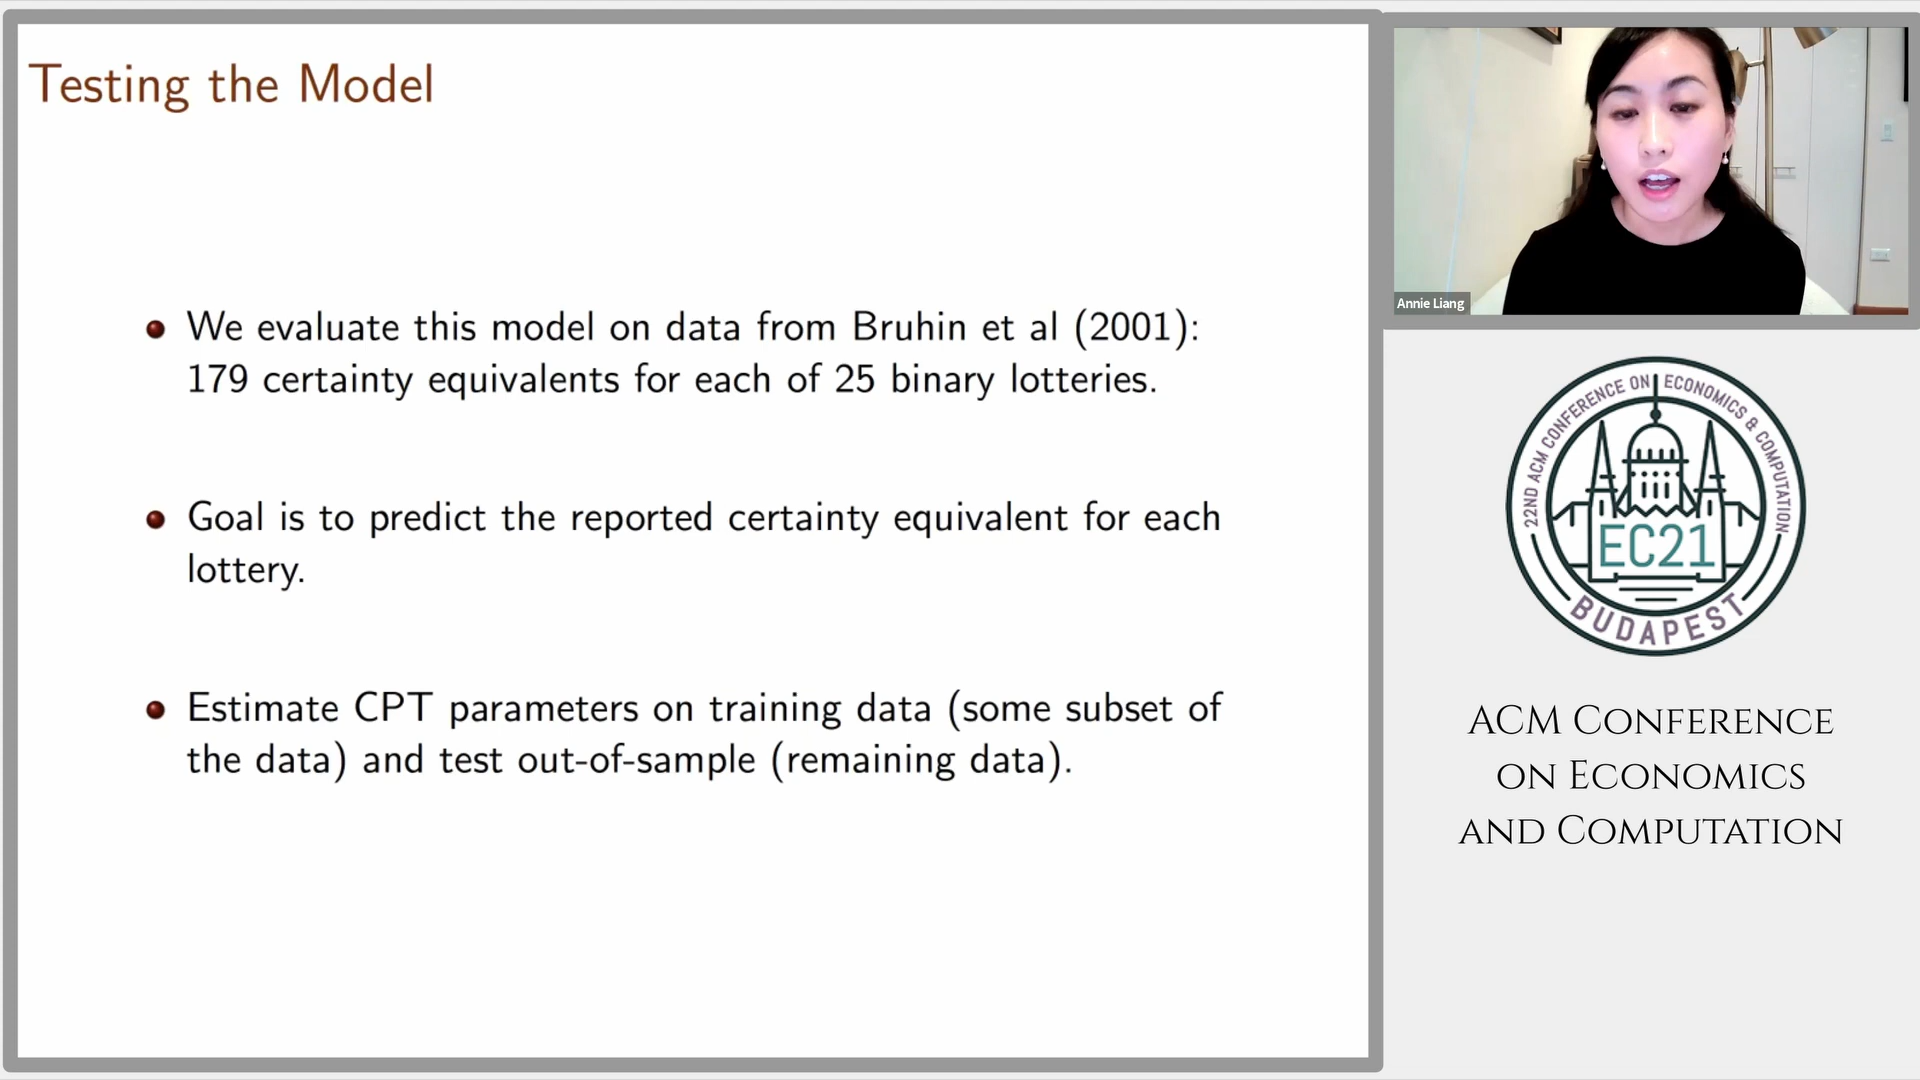 Testing the Model
We evaluate this model on data from Bruhin et al (2001):
179 certainty equivalents for each of 25 binary lotteries.
Goal is to predict the reported certainty equivalent for each
lottery.
Estimate CPT parameters on training data (some subset of
the data) and test out-of-sample (remaining data).
Annie Liang
22ND ACM CONFERENCE ON ECONOMICS & COMPUTATION
EC21
BUDAPEST
ACM CONFERENCE
ON ECONOMICS
AND COMPUTATION